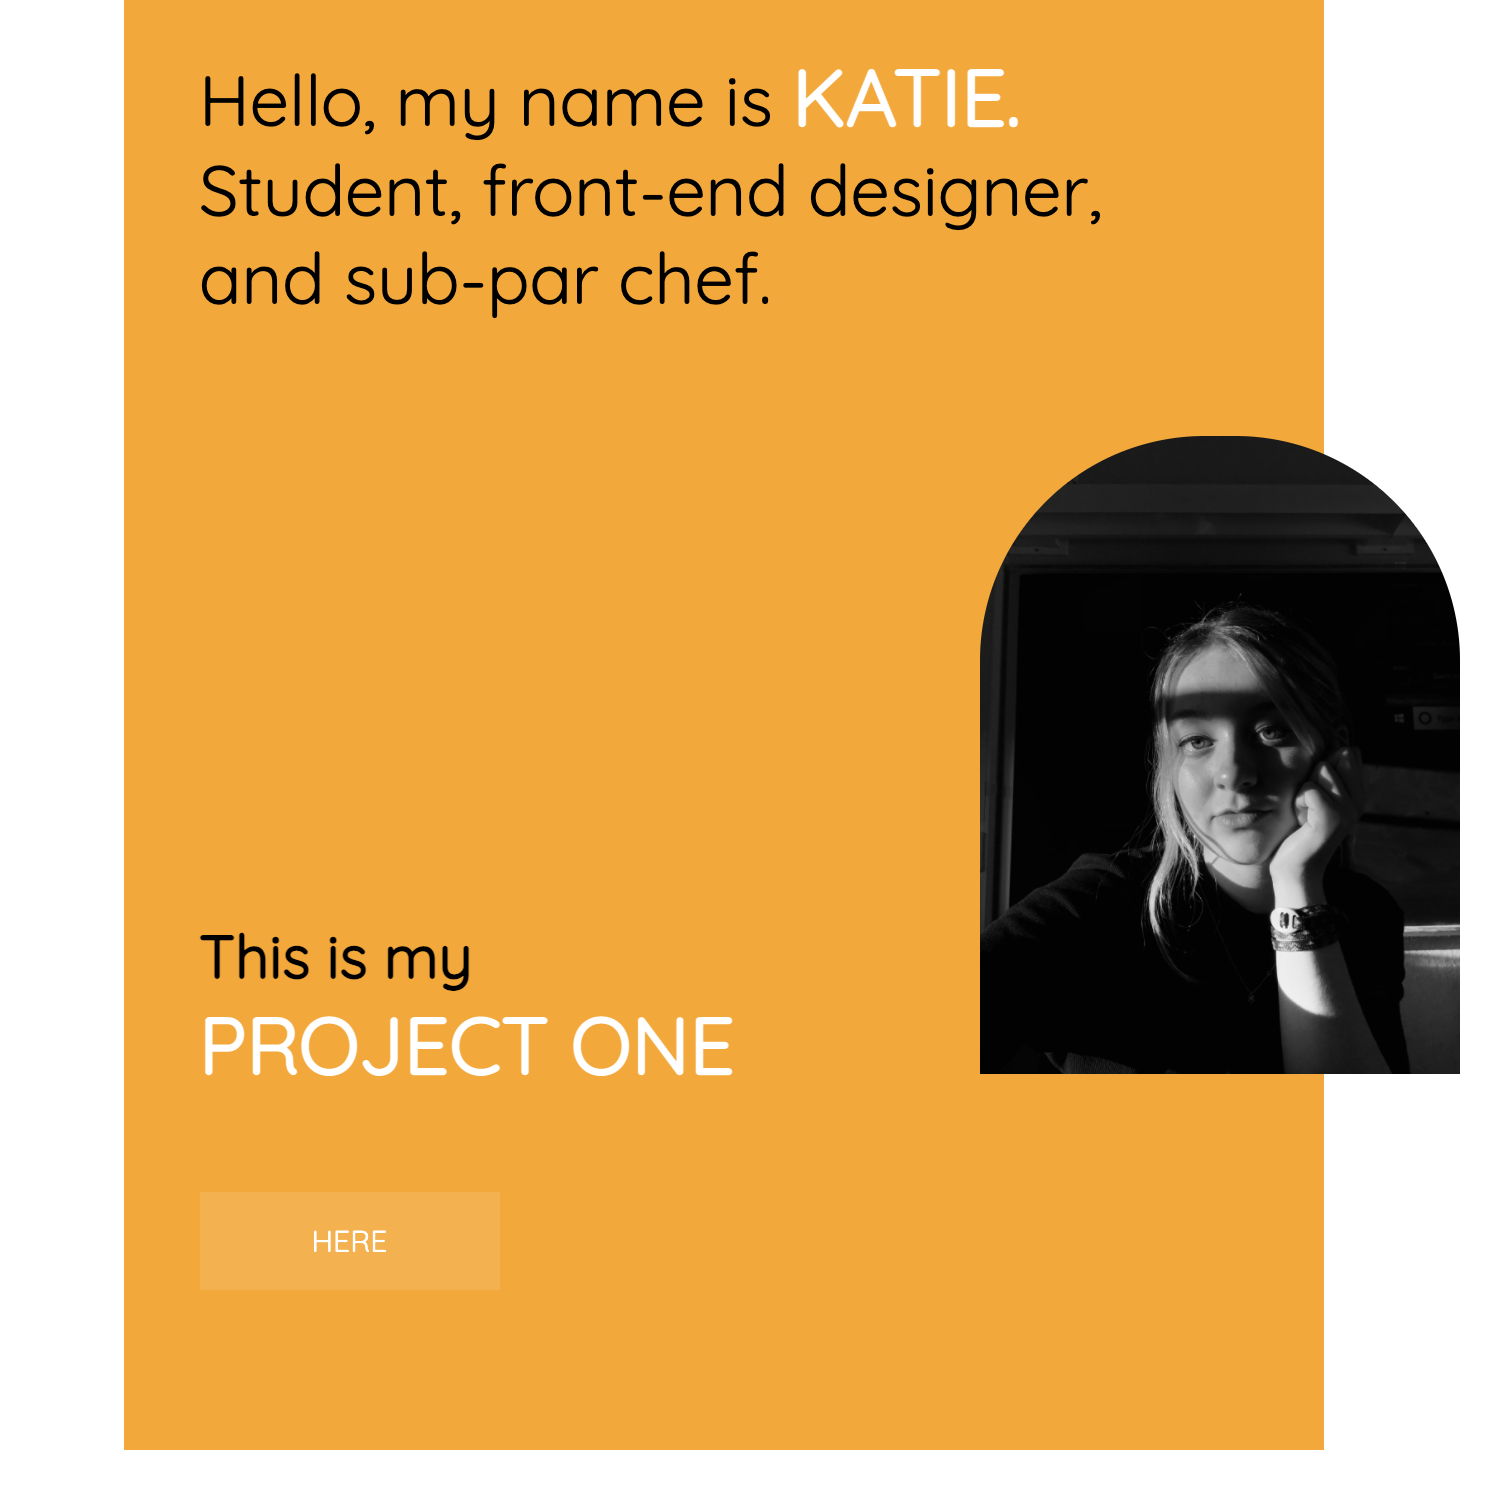 Hello, my name is KATIE.
Student, front-end designer,
and sub-par chef.
This is my
PROJECT ONE
HERE